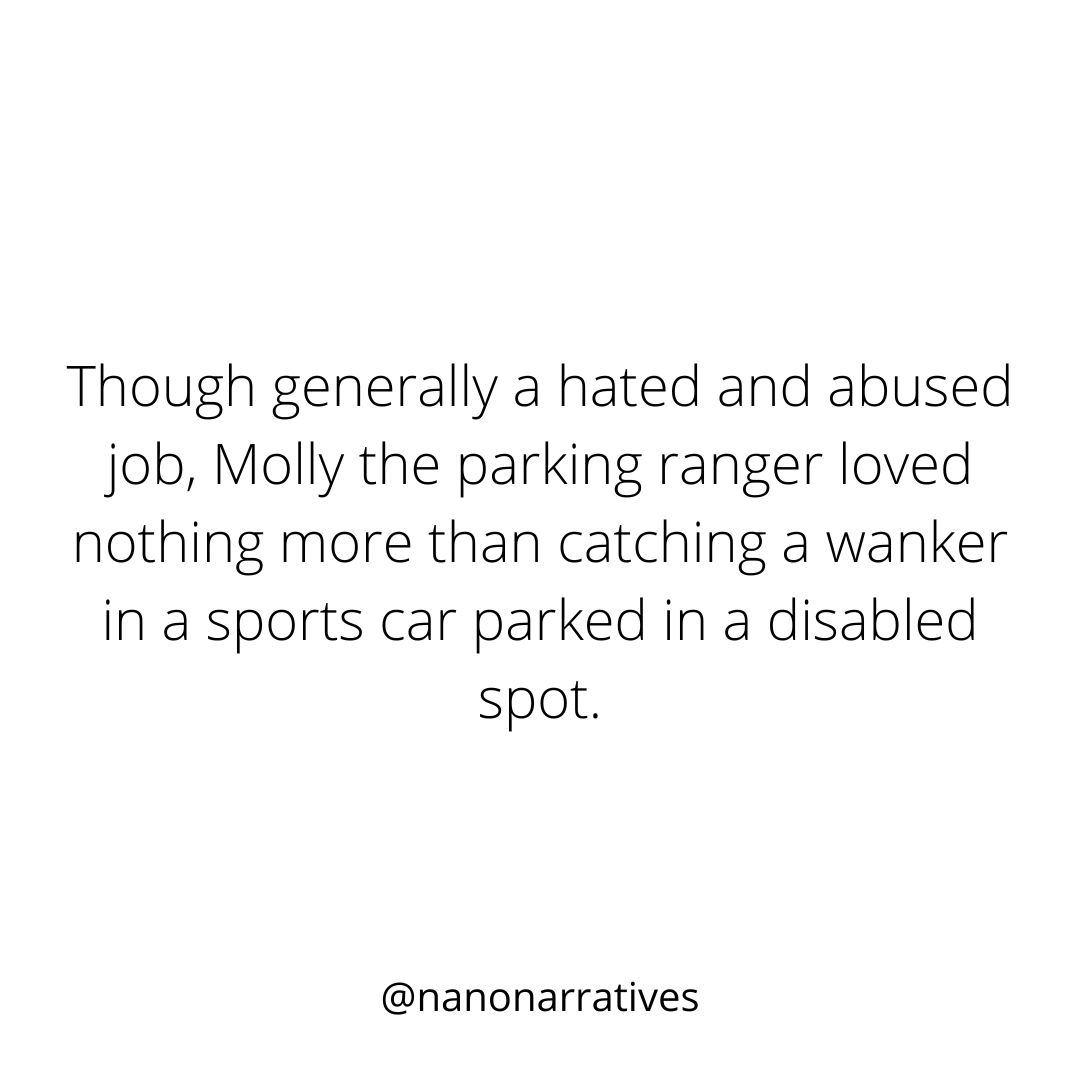 Though generally a hated and abused
job, Molly the parking ranger loved
nothing more than catching a wanker
in a sports car parked in a disabled
spot.
@nanonarratives